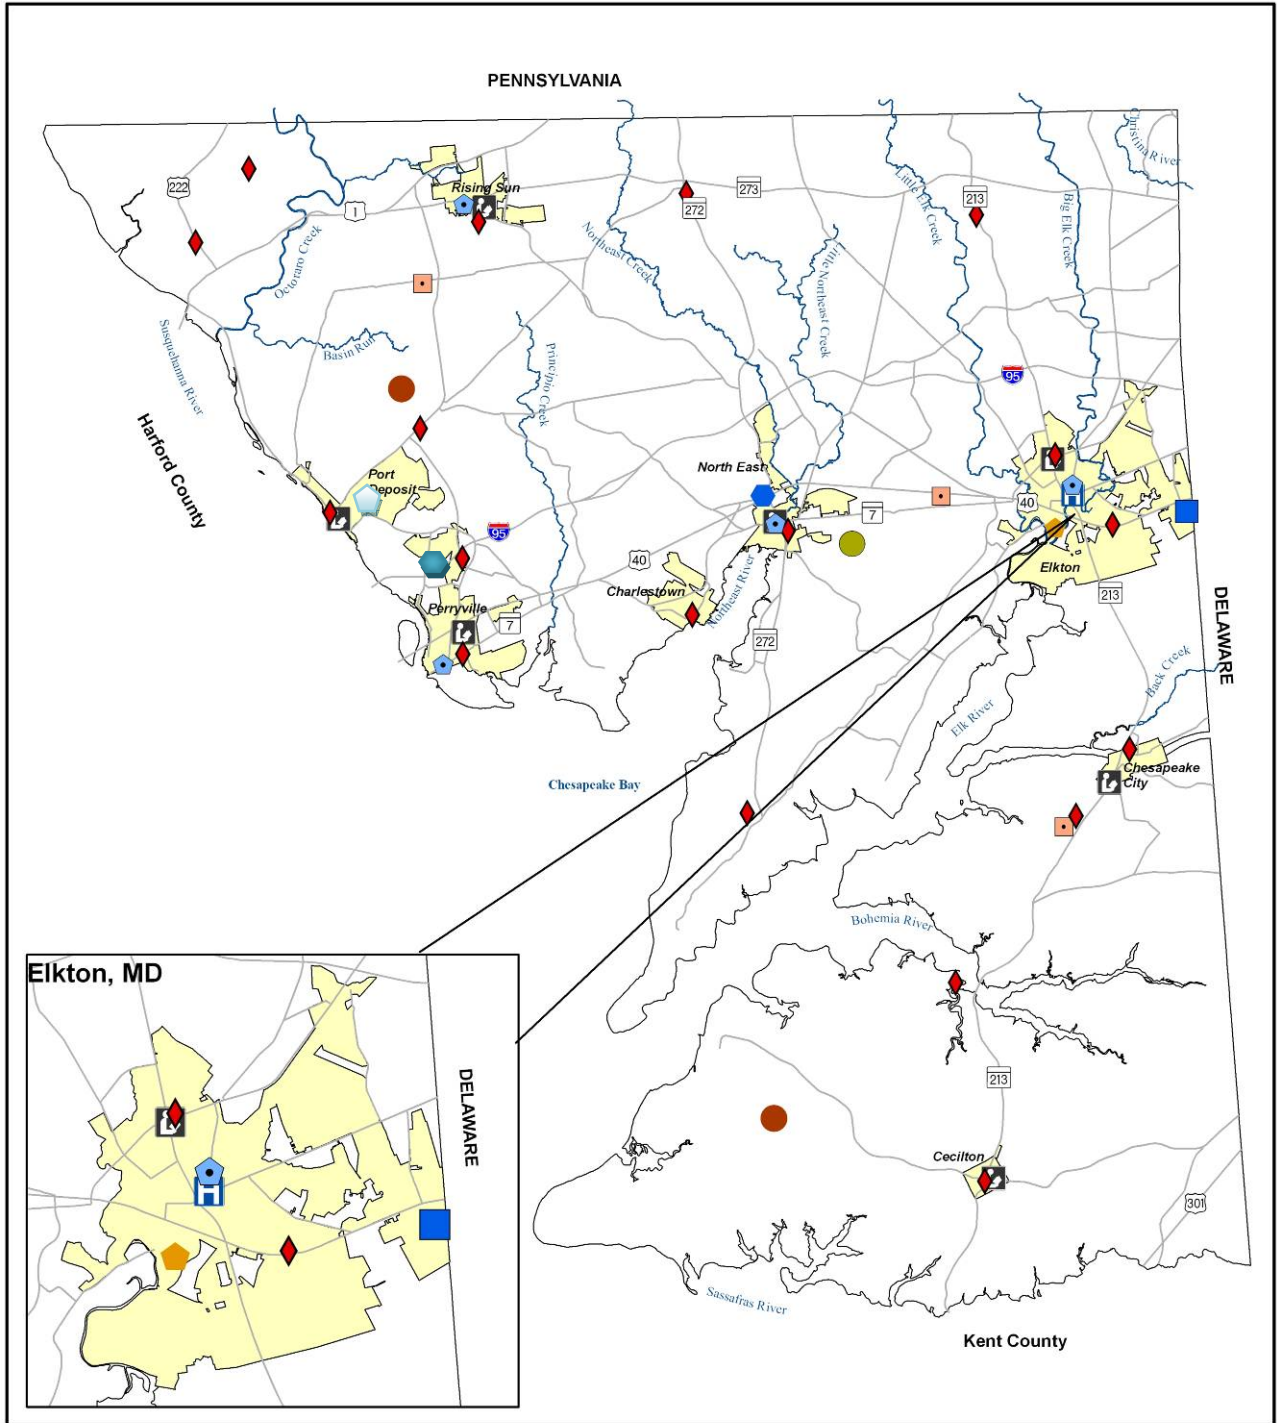 PENNSYLVANIA
Christina River
222
Rising Sun
273
Little Elk Creek
213
1
272
Big Elk Creek
Octoraro Creek
Northeast Creek
Little Northeast Creek
Susquehanna River
Basin Run
Principio Creek
95
Harford County
North East
Port
Deposit
40
7
95
40
Elkton
Charlestown
Northeast River
213
DELAWARE
Perryville
7
272
Back Creek
Elk River
Chesapeake Bay
Chesapeake
City
Bohemia River
Elkton, MD
DELAWARE
H
213
Cecilton
301
Sassafras River
Kent County